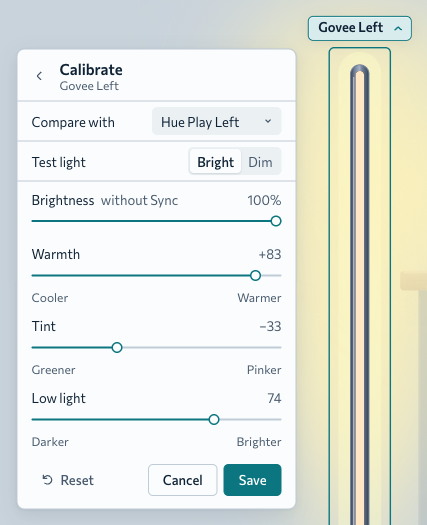 Govee Left
Calibrate
Govee Left
Compare with Hue Play Left
Test light Bright Dim
Brightness without Sync 100%
Warmth +83
Cooler Warmer
Tint −33
Greener Pinker
Low light 74
Darker Brighter
Reset Cancel Save